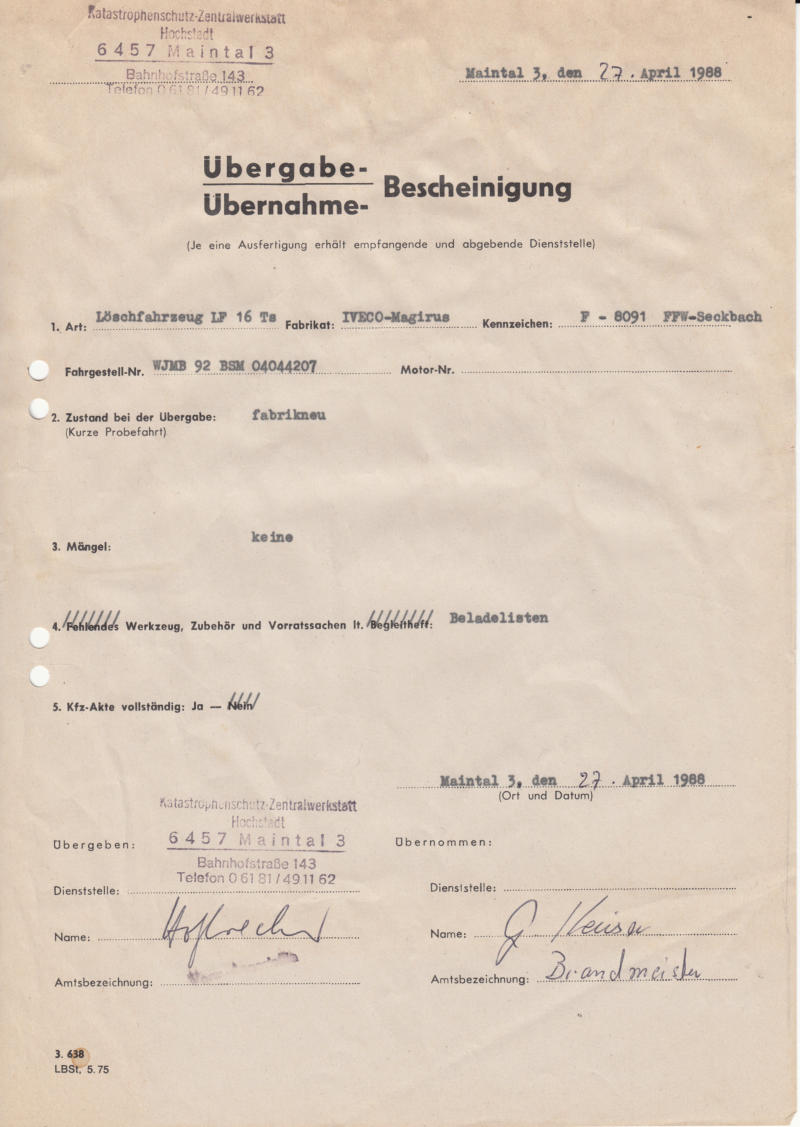 Katastrophenschutz-Zentralwerkstatt
Hochstadt
6457 Maintal 3
Bahnhofstraße 143
Telefon 0 61 81 / 49 11 62
Maintal 3, den 27. April 1988
Übergabe-
Übernahme- Bescheinigung
(Je eine Ausfertigung erhält empfangende und abgebende Dienststelle)
1. Art: Löschfahrzeug LF 16 Ts Fabrikat: IVECO-Magirus Kennzeichen: F - 8091 FFW-Seckbach
Fahrgestell-Nr. WJMB 92 BSM 04044207 Motor-Nr.
2. Zustand bei der Übergabe: fabrikneu
(Kurze Probefahrt)
3. Mängel: keine
4. Fehlendes Werkzeug, Zubehör und Vorratssachen lt. Begleitheft: Beladelisten
5. Kfz-Akte vollständig: Ja — Nein
Maintal 3, den 27. April 1988
(Ort und Datum)
Katastrophenschutz-Zentralwerkstatt
Hochstadt
6457 Maintal 3
Bahnhofstraße 143
Telefon 0 61 81 / 49 11 62
Übergeben:
Übernommen:
Dienststelle:
Dienststelle:
Name:
Name: G
Amtsbezeichnung:
Amtsbezeichnung: Brandmeister
3. 638
LBSt. 5.75